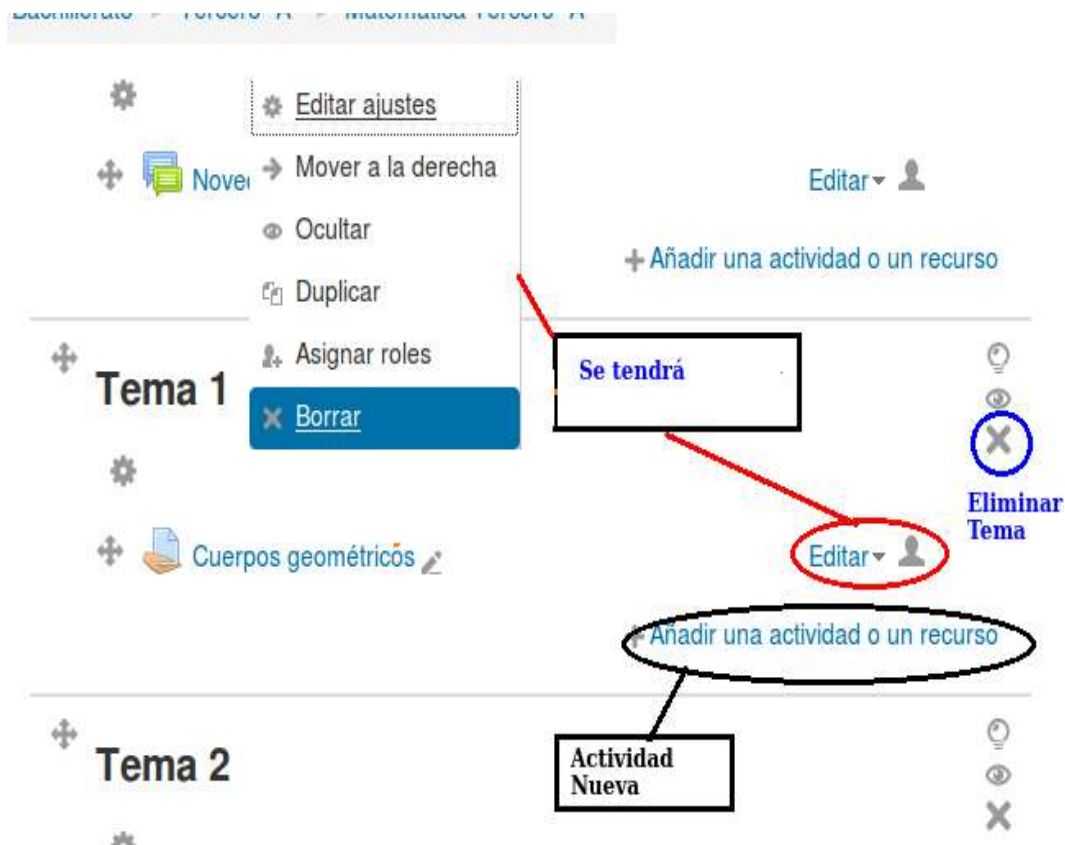 Editar ajustes
Mover a la derecha
Editar
Ocultar
Añadir una actividad o un recurso
Duplicar
Asignar roles
Tema 1
Se tendrá
Borrar
Eliminar
Tema
Cuerpos geométricos
Editar
Añadir una actividad o un recurso
Tema 2
Actividad
Nueva